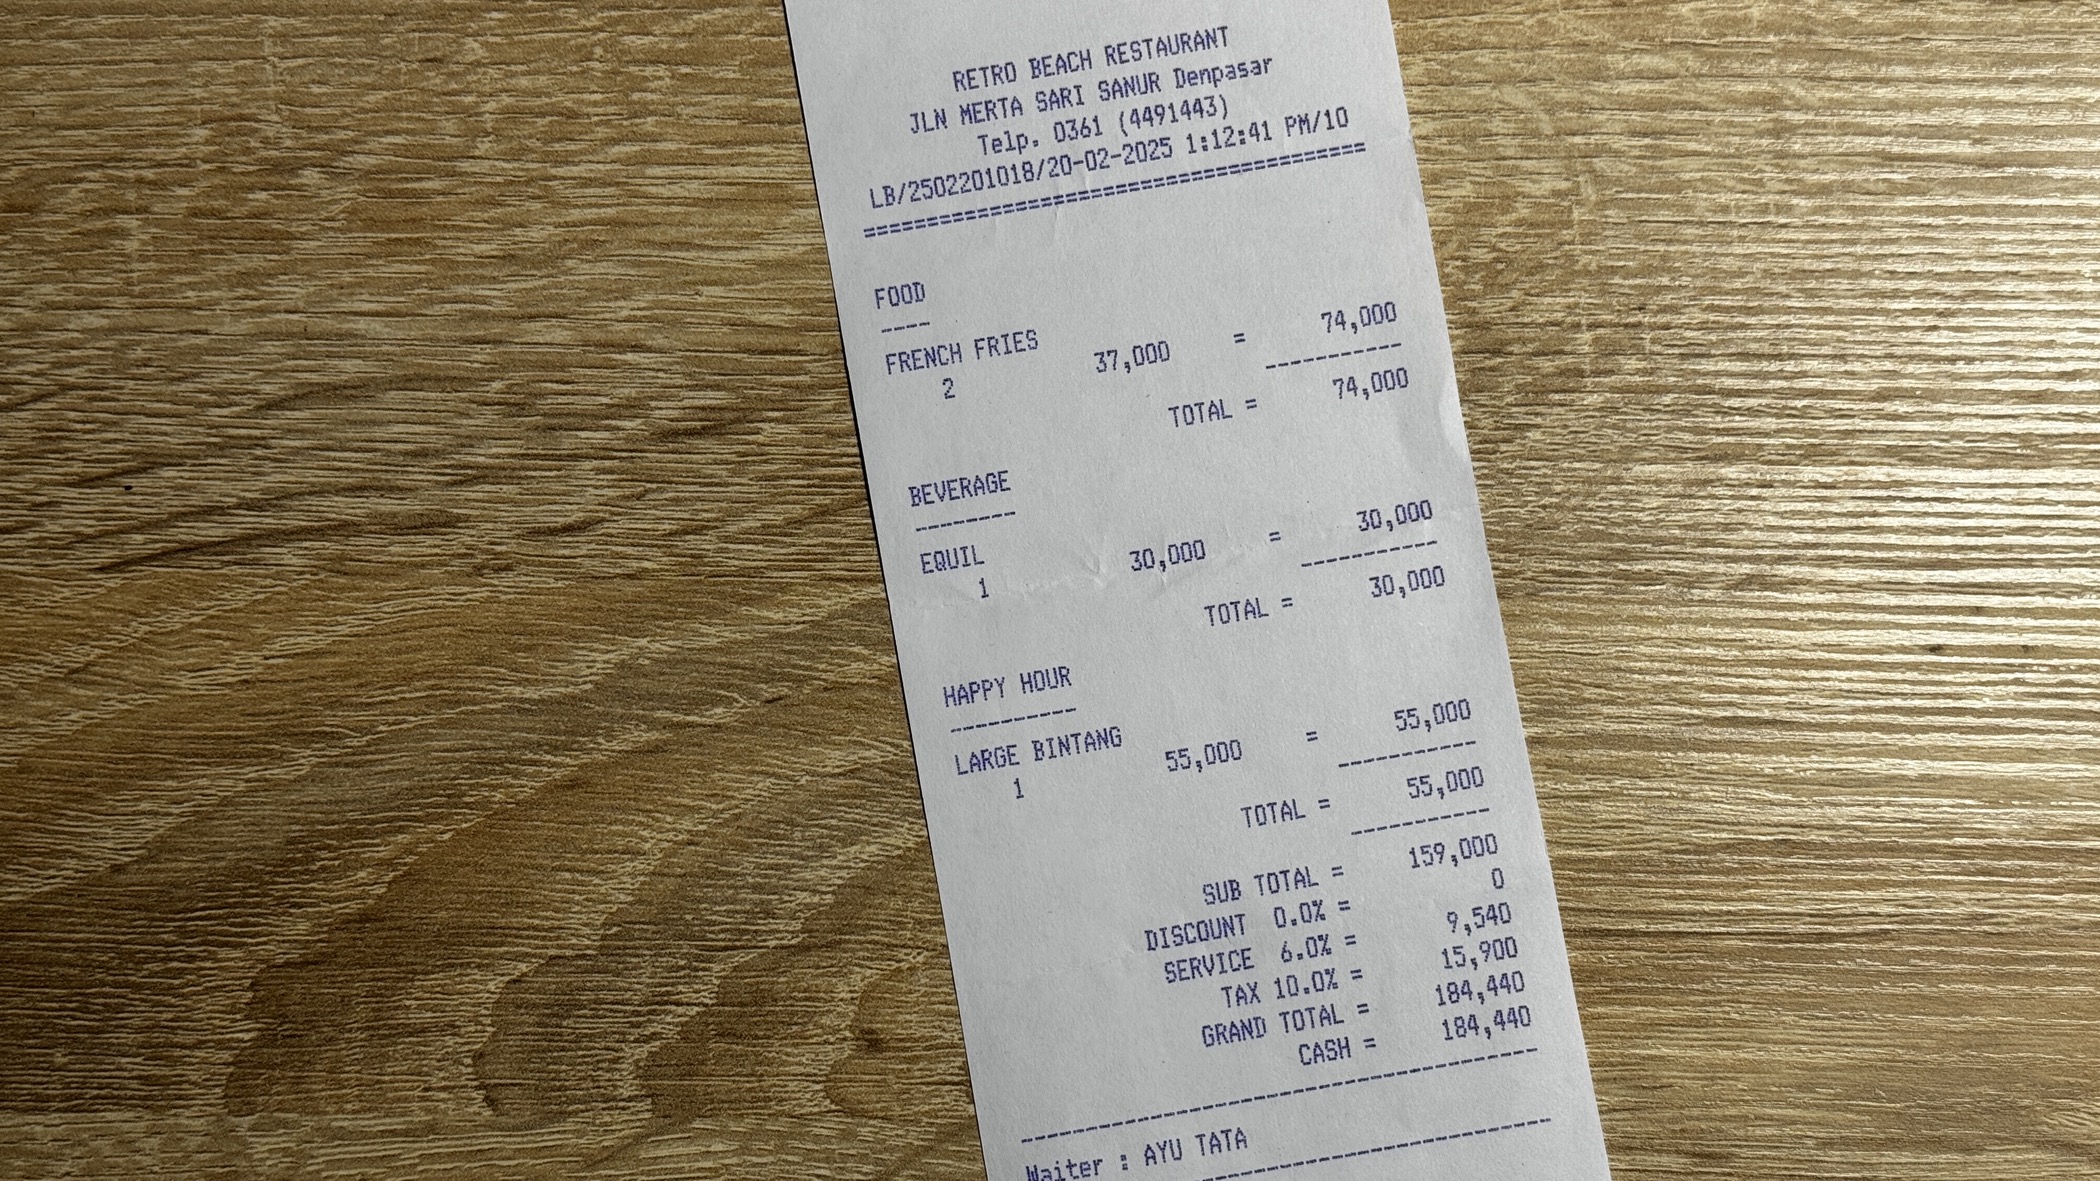 RETRO BEACH RESTAURANT
JLN MERTA SARI SANUR Denpasar
Telp. 0361 (4491443)
LB/2502201018/20-02-2025 1:12:41 PM/10
=======================================
FOOD
----
FRENCH FRIES
2 37,000 = 74,000
-----------
TOTAL = 74,000
BEVERAGE
--------
EQUIL
1 30,000 = 30,000
-----------
TOTAL = 30,000
HAPPY HOUR
----------
LARGE BINTANG
1 55,000 = 55,000
-----------
TOTAL = 55,000
-----------
SUB TOTAL = 159,000
DISCOUNT 0.0% = 0
SERVICE 6.0% = 9,540
TAX 10.0% = 15,900
GRAND TOTAL = 184,440
CASH = 184,440
----------------------------------------
Waiter : AYU TATA
----------------------------------------